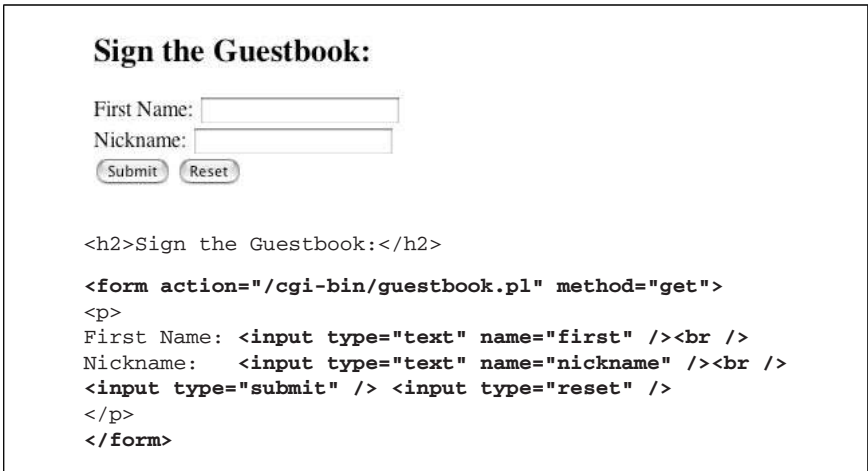 Sign the Guestbook:
First Name:
Nickname:
Submit Reset
<h2>Sign the Guestbook:</h2>
<form action="/cgi-bin/guestbook.pl" method="get">
<p>
First Name: <input type="text" name="first" /><br />
Nickname:   <input type="text" name="nickname" /><br />
<input type="submit" /> <input type="reset" />
</p>
</form>